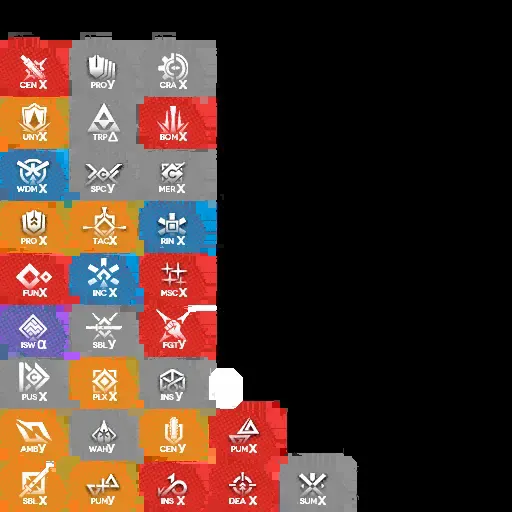 CEN X PRO Y CRA X
UNY X TRP Δ BOM X
WDM X SPC Y MER X
PRO X TAC X RIN X
FUN X INC X MSC X
ISW α SBL Y FGT Y
PUS X PLX X INS Y
AMB Y WAH Y CEN Y PUM X
SBL X PUM Y INS X DEA X SUM X